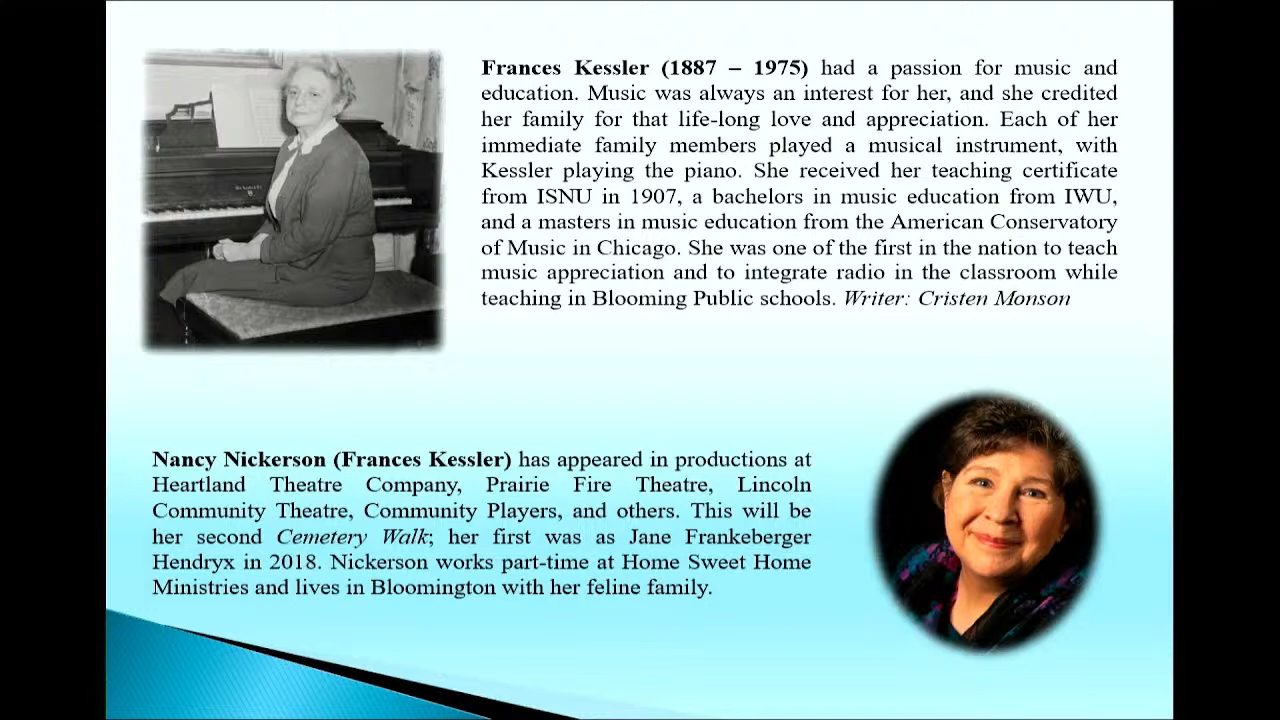 Frances Kessler (1887 – 1975) had a passion for music and
education. Music was always an interest for her, and she credited
her family for that life-long love and appreciation. Each of her
immediate family members played a musical instrument, with
Kessler playing the piano. She received her teaching certificate
from ISNU in 1907, a bachelors in music education from IWU,
and a masters in music education from the American Conservatory
of Music in Chicago. She was one of the first in the nation to teach
music appreciation and to integrate radio in the classroom while
teaching in Blooming Public schools. Writer: Cristen Monson
Nancy Nickerson (Frances Kessler) has appeared in productions at
Heartland Theatre Company, Prairie Fire Theatre, Lincoln
Community Theatre, Community Players, and others. This will be
her second Cemetery Walk; her first was as Jane Frankeberger
Hendryx in 2018. Nickerson works part-time at Home Sweet Home
Ministries and lives in Bloomington with her feline family.